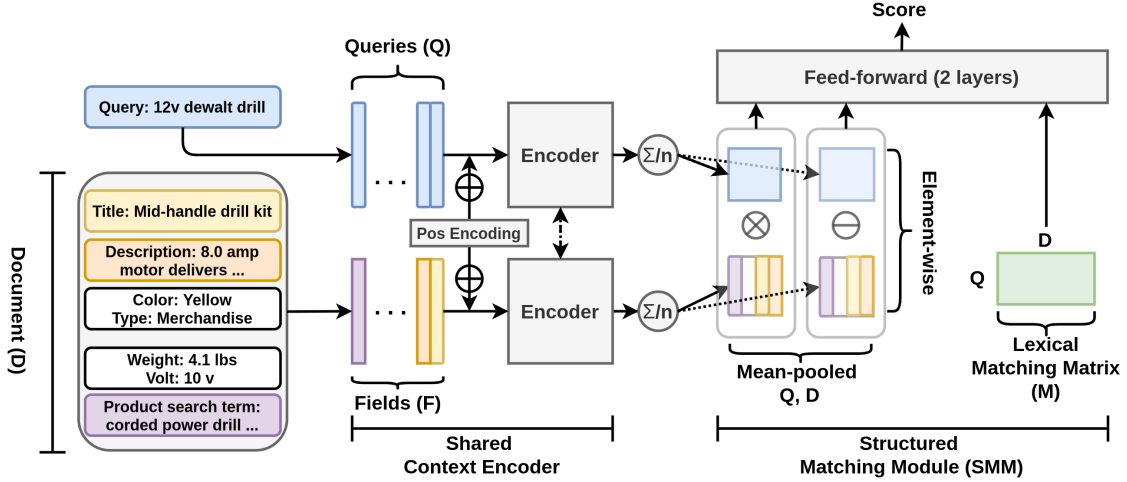 Score
Queries (Q)
Feed-forward (2 layers)
Query: 12v dewalt drill
. . .
Encoder
Σ/n
Title: Mid-handle drill kit
Pos Encoding
Element-wise
Document (D)
Description: 8.0 amp
motor delivers ...
Color: Yellow
Type: Merchandise
. . .
Encoder
Σ/n
D
Q
Weight: 4.1 lbs
Volt: 10 v
Product search term:
corded power drill ...
Fields (F)
Mean-pooled
Q, D
Lexical
Matching Matrix
(M)
Shared
Context Encoder
Structured
Matching Module (SMM)